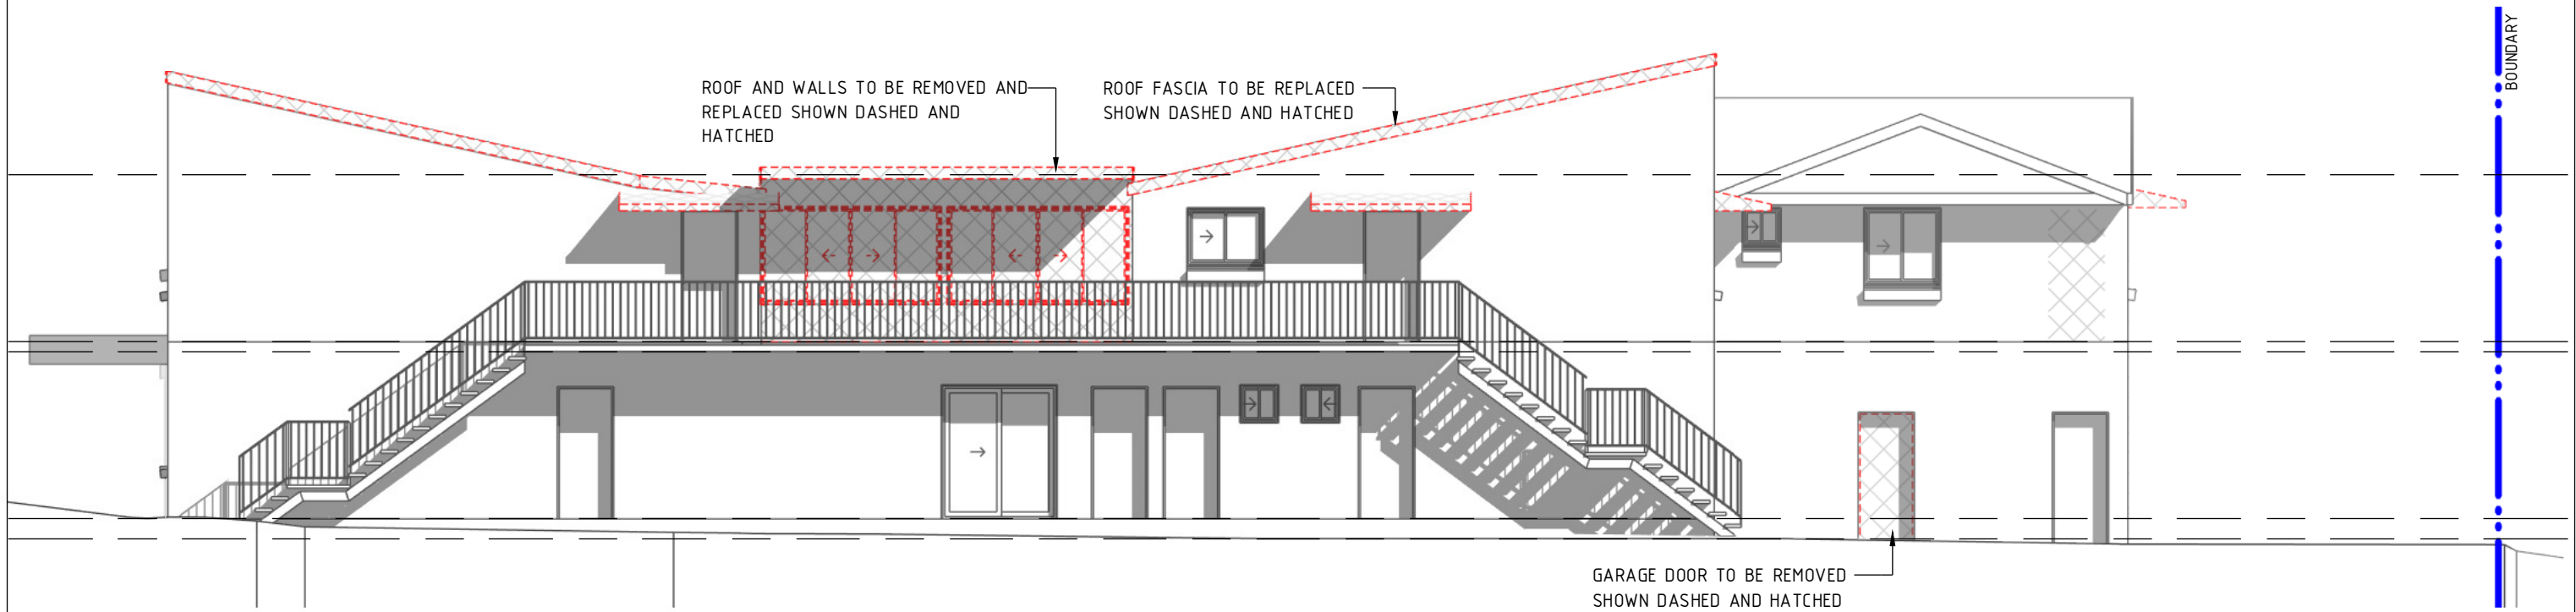 ROOF AND WALLS TO BE REMOVED AND
REPLACED SHOWN DASHED AND
HATCHED
ROOF FASCIA TO BE REPLACED
SHOWN DASHED AND HATCHED
BOUNDARY
GARAGE DOOR TO BE REMOVED
SHOWN DASHED AND HATCHED